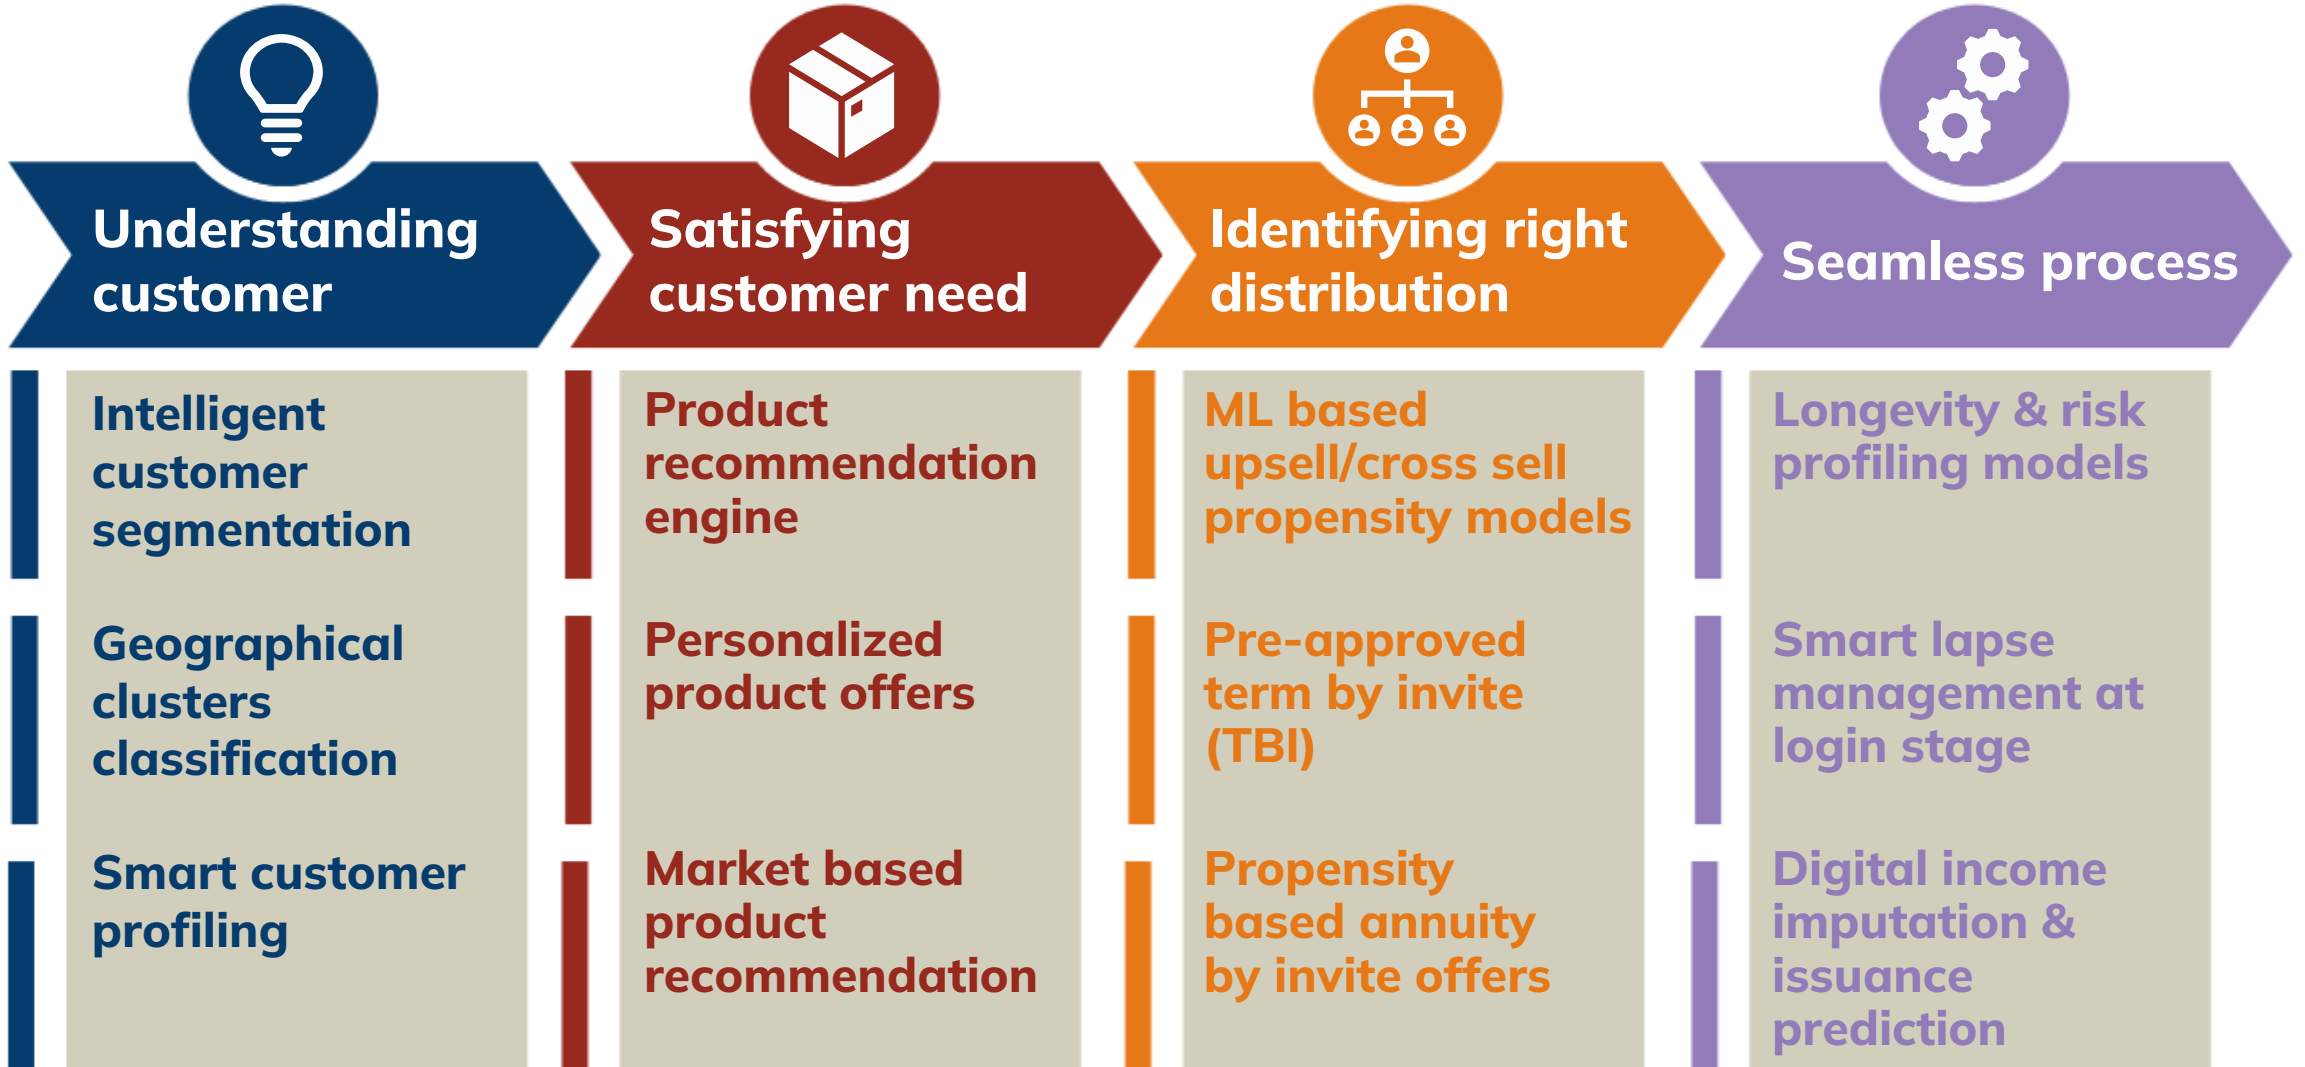 Understanding
customer
Satisfying
customer need
Identifying right
distribution
Seamless process
Intelligent
customer
segmentation
Geographical
clusters
classification
Smart customer
profiling
Product
recommendation
engine
Personalized
product offers
Market based
product
recommendation
ML based
upsell/cross sell
propensity models
Pre-approved
term by invite
(TBI)
Propensity
based annuity
by invite offers
Longevity & risk
profiling models
Smart lapse
management at
login stage
Digital income
imputation &
issuance
prediction